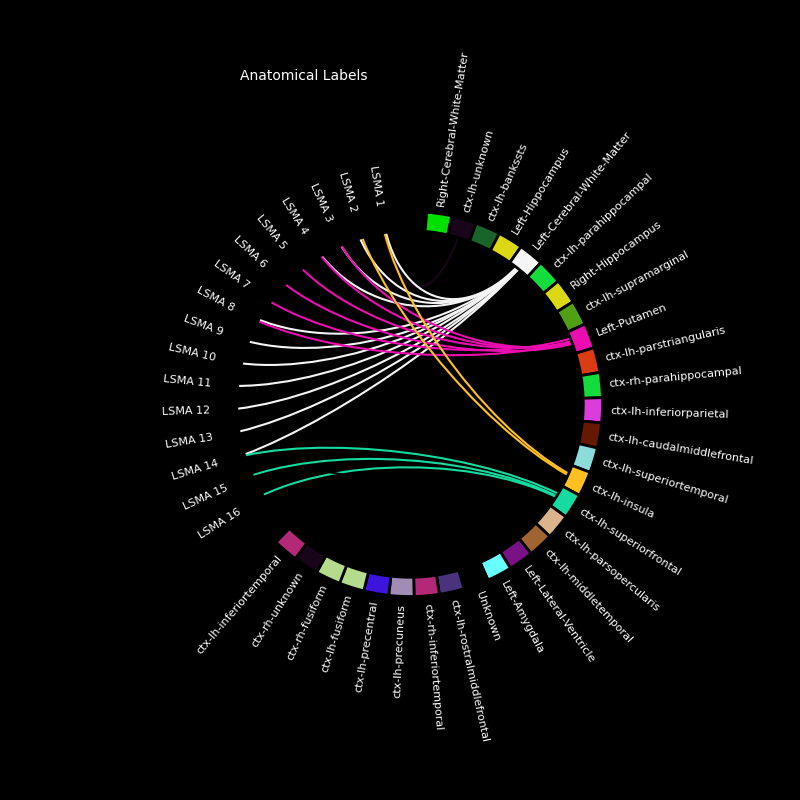 Anatomical Labels
Right-Cerebral-White-Matter
ctx-lh-unknown
ctx-lh-bankssts
Left-Hippocampus
Left-Cerebral-White-Matter
ctx-lh-parahippocampal
Right-Hippocampus
ctx-lh-supramarginal
Left-Putamen
ctx-lh-parstriangularis
ctx-rh-parahippocampal
ctx-lh-inferiorparietal
ctx-lh-caudalmiddlefrontal
ctx-lh-superiortemporal
ctx-lh-insula
ctx-lh-superiorfrontal
ctx-lh-parsopercularis
ctx-lh-middletemporal
Left-Lateral-Ventricle
Left-Amygdala
Unknown
ctx-lh-rostralmiddlefrontal
ctx-rh-inferiortemporal
ctx-lh-precuneus
ctx-lh-precentral
ctx-lh-fusiform
ctx-rh-fusiform
ctx-rh-unknown
ctx-lh-inferiortemporal
LSMA 16
LSMA 15
LSMA 14
LSMA 13
LSMA 12
LSMA 11
LSMA 10
LSMA 9
LSMA 8
LSMA 7
LSMA 6
LSMA 5
LSMA 4
LSMA 3
LSMA 2
LSMA 1